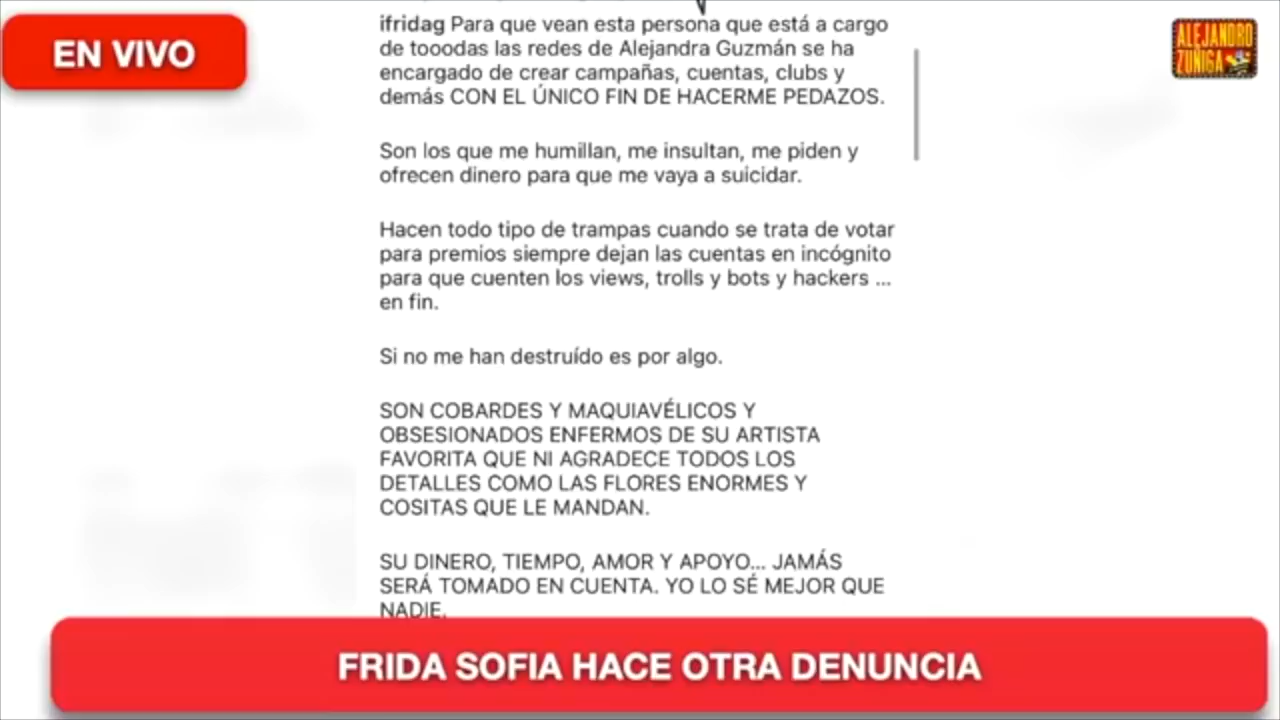 EN VIVO
ALEJANDRO
ZUÑIGA
ifridag Para que vean esta persona que está a cargo
de tooodas las redes de Alejandra Guzmán se ha
encargado de crear campañas, cuentas, clubs y
demás CON EL ÚNICO FIN DE HACERME PEDAZOS.
Son los que me humillan, me insultan, me piden y
ofrecen dinero para que me vaya a suicidar.
Hacen todo tipo de trampas cuando se trata de votar
para premios siempre dejan las cuentas en incógnito
para que cuenten los views, trolls y bots y hackers ...
en fin.
Si no me han destruído es por algo.
SON COBARDES Y MAQUIAVÉLICOS Y
OBSESIONADOS ENFERMOS DE SU ARTISTA
FAVORITA QUE NI AGRADECE TODOS LOS
DETALLES COMO LAS FLORES ENORMES Y
COSITAS QUE LE MANDAN.
SU DINERO, TIEMPO, AMOR Y APOYO... JAMÁS
SERÁ TOMADO EN CUENTA. YO LO SÉ MEJOR QUE
NADIE.
FRIDA SOFIA HACE OTRA DENUNCIA